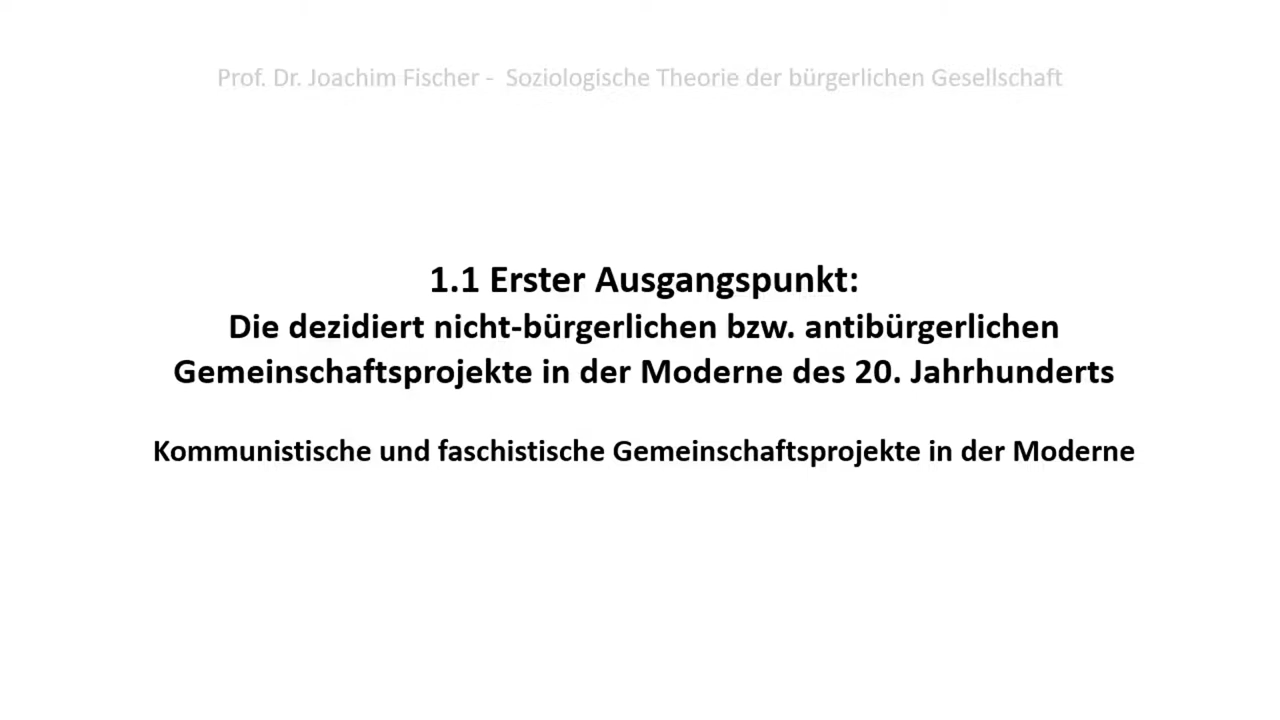 Prof. Dr. Joachim Fischer - Soziologische Theorie der bürgerlichen Gesellschaft
1.1 Erster Ausgangspunkt:
Die dezidiert nicht-bürgerlichen bzw. antibürgerlichen
Gemeinschaftsprojekte in der Moderne des 20. Jahrhunderts
Kommunistische und faschistische Gemeinschaftsprojekte in der Moderne